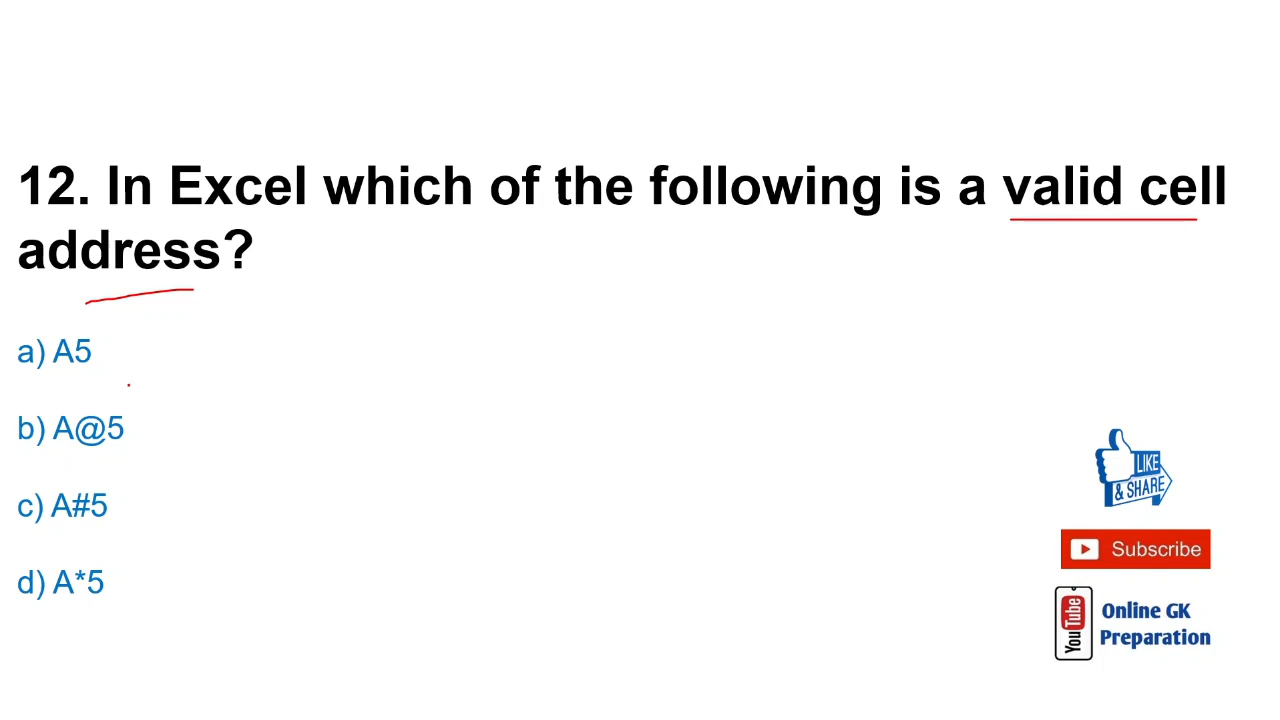 12. In Excel which of the following is a valid cell
address?
a) A5
b) A@5
c) A#5
d) A*5
LIKE
& SHARE
Subscribe
YouTube
Online GK
Preparation